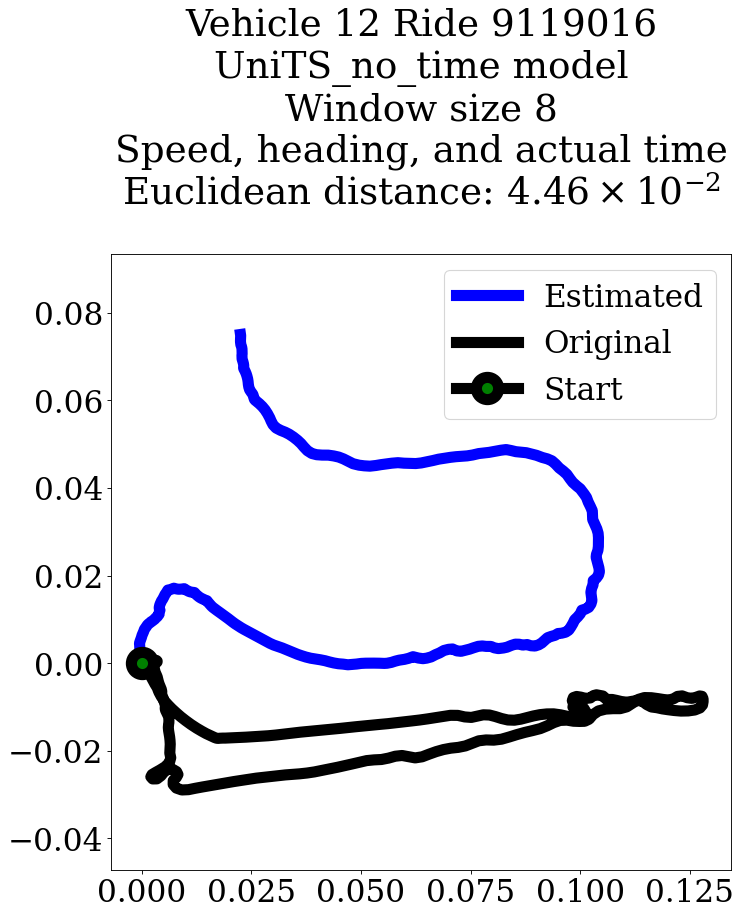 Vehicle 12 Ride 9119016
UniTS_no_time model
Window size 8
Speed, heading, and actual time
Euclidean distance: 4.46 × 10⁻²
Estimated
Original
Start
0.08
0.06
0.04
0.02
0.00
−0.02
−0.04
0.000 0.025 0.050 0.075 0.100 0.125